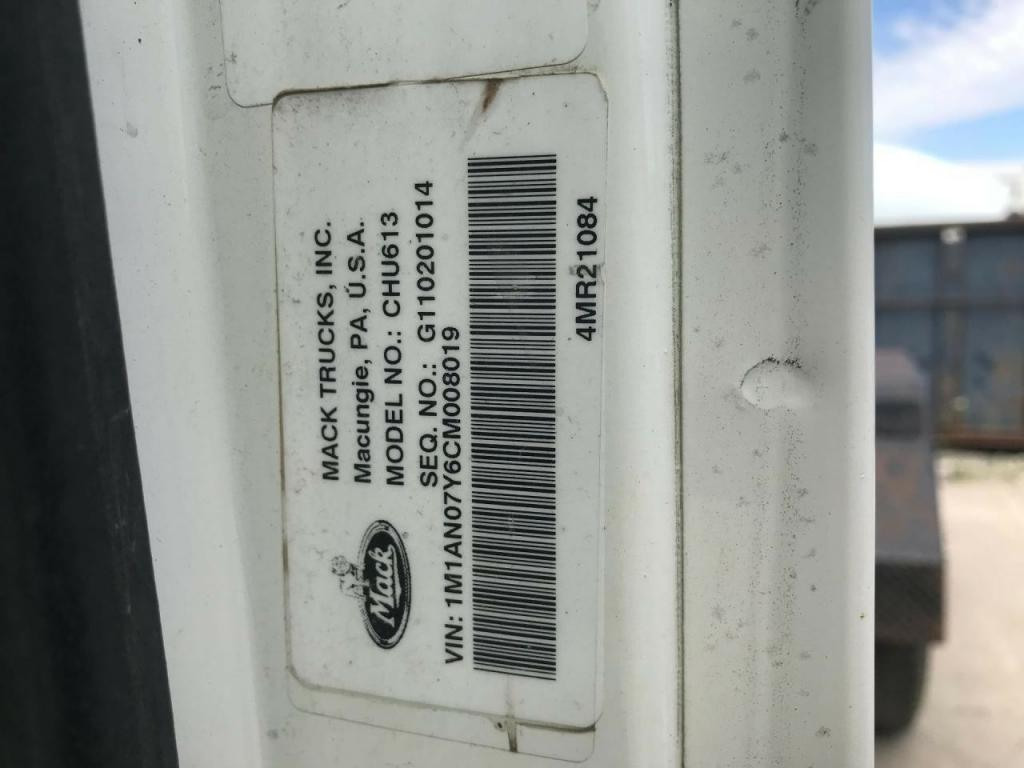 MACK TRUCKS, INC.
Macungie, PA, U.S.A.
MODEL NO.: CHU613
SEQ. NO.: G110201014
Mack
VIN: 1M1AN07Y6CM008019
4MR21084